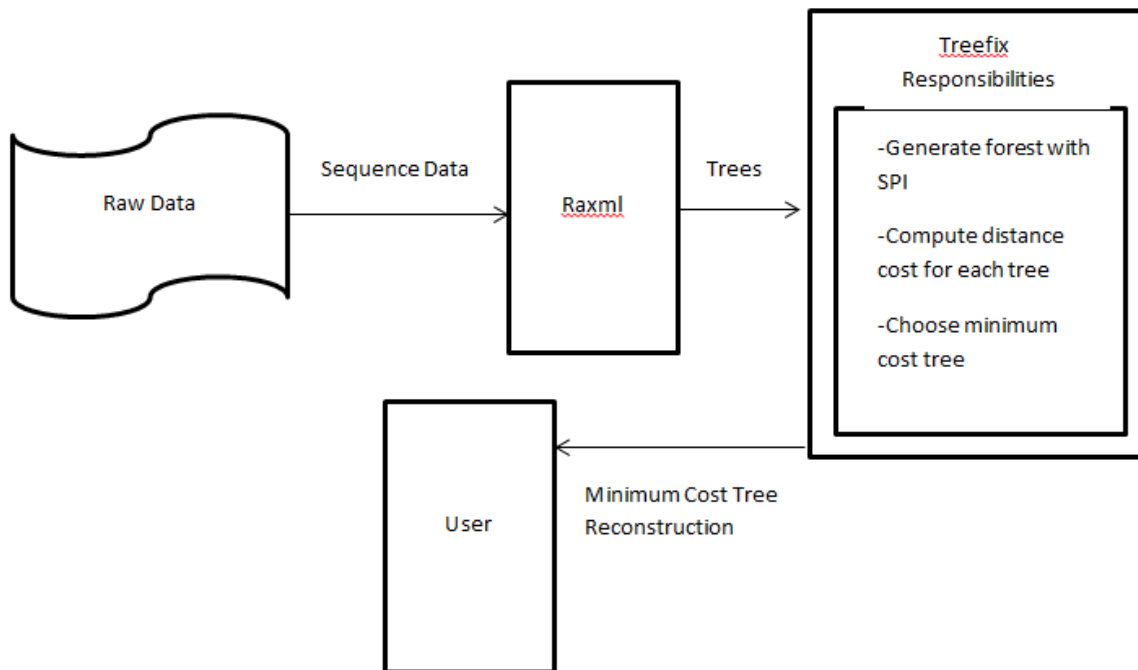 Raw Data
Sequence Data
Raxml
Trees
Treefix
Responsibilities
-Generate forest with
SPI
-Compute distance
cost for each tree
-Choose minimum
cost tree
Minimum Cost Tree
Reconstruction
User